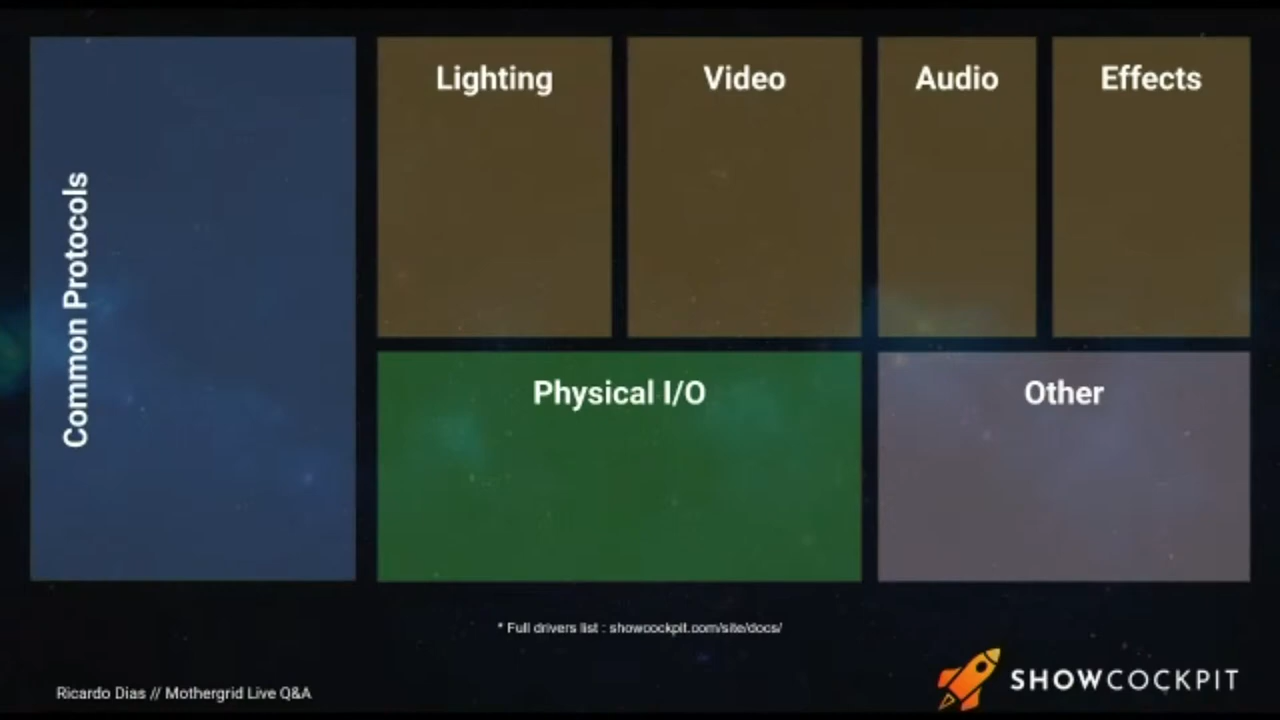 Common Protocols
Lighting
Video
Audio
Effects
Physical I/O
Other
* Full drivers list : showcockpit.com/site/docs/
Ricardo Dias // Mothergrid Live Q&A
SHOWCOCKPIT